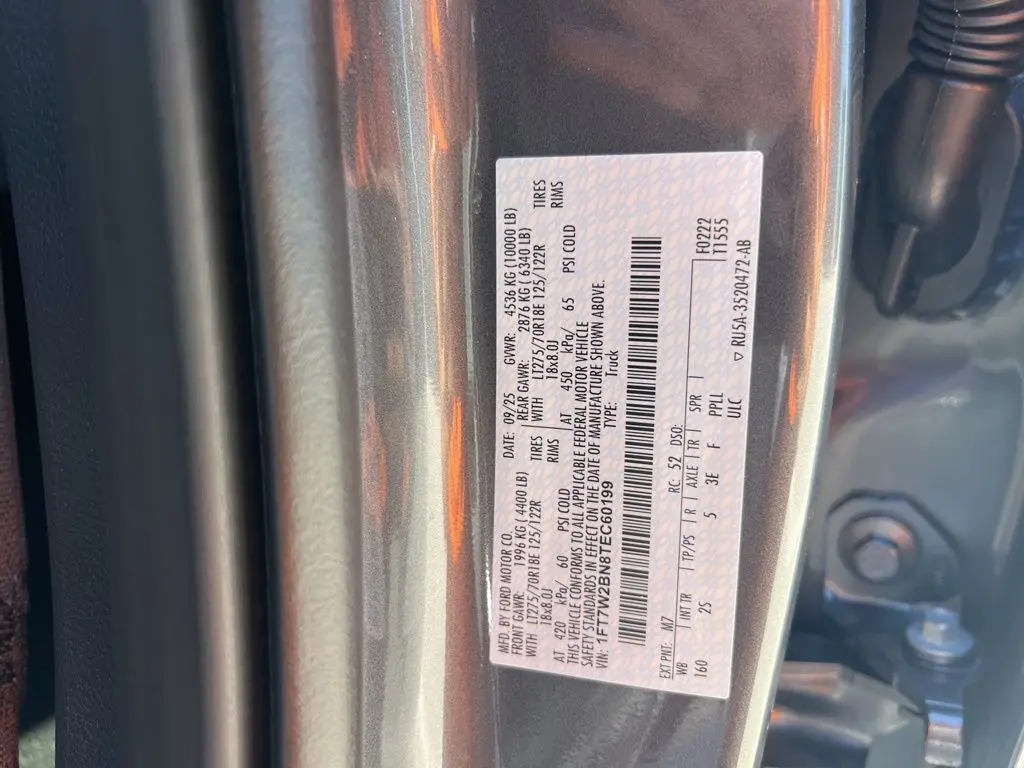 MFD. BY FORD MOTOR CO.
DATE: 09/25 GVWR: 4536 KG (10000 LB)
FRONT GAWR: 1996 KG ( 4400 LB) REAR GAWR: 2876 KG ( 6340 LB)
WITH LT275/70R18E 125/122R TIRES WITH LT275/70R18E 125/122R TIRES
18x8.0J RIMS 18x8.0J RIMS
AT 420 kPa/ 60 PSI COLD AT 450 kPa/ 65 PSI COLD
THIS VEHICLE CONFORMS TO ALL APPLICABLE FEDERAL MOTOR VEHICLE
SAFETY STANDARDS IN EFFECT ON THE DATE OF MANUFACTURE SHOWN ABOVE.
VIN: 1FT7W2BN8TEC60199 TYPE: Truck
EXT PNT: M7 RC: 52 DSO:
WB INT TR TP/PS R AXLE TR SPR
160 2S 5 3E F PPLL
ULC
F0222
T1555
▽ RU5A-3520472-AB